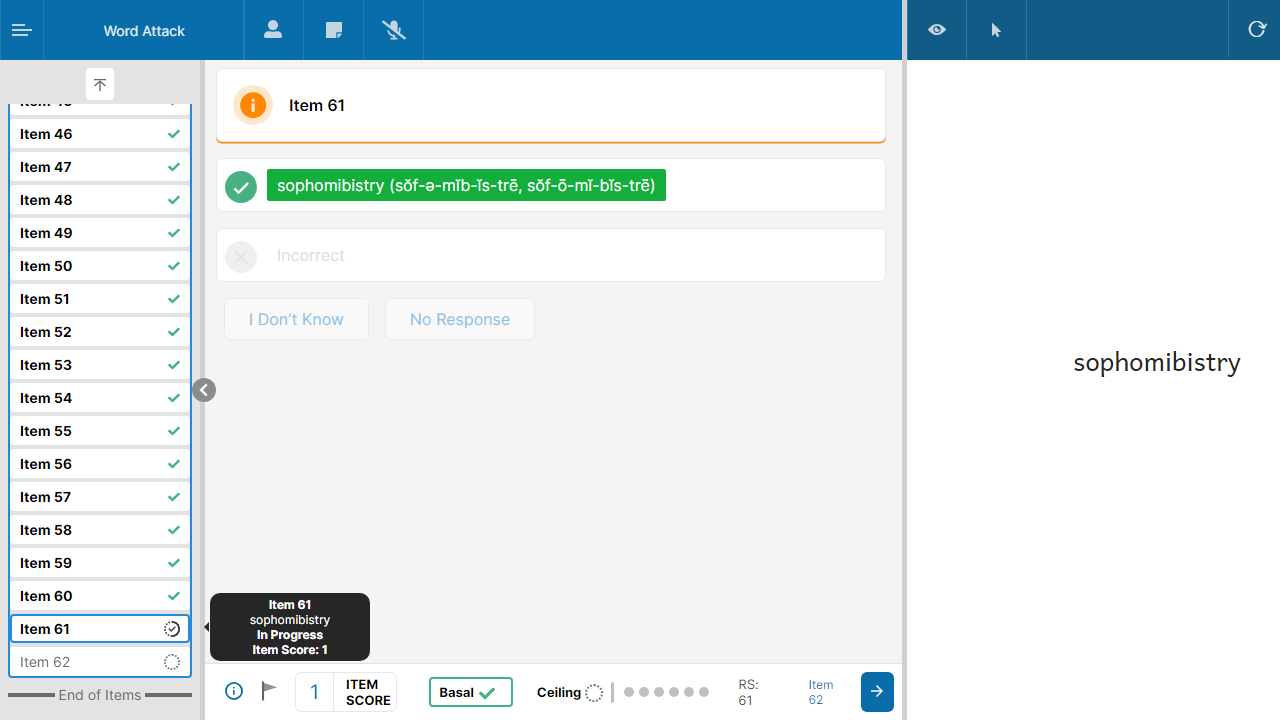 Word Attack
Item 46
Item 47
Item 48
Item 49
Item 50
Item 51
Item 52
Item 53
Item 54
Item 55
Item 56
Item 57
Item 58
Item 59
Item 60
Item 61
Item 62
End of Items
Item 61
sophomibistry (sŏf-ə-mĭb-ĭs-trē, sŏf-ō-mĭ-bĭs-trē)
Incorrect
I Don't Know
No Response
Item 61
sophomibistry
In Progress
Item Score: 1
1
ITEM
SCORE
Basal
Ceiling
RS:
61
Item
62
sophomibistry